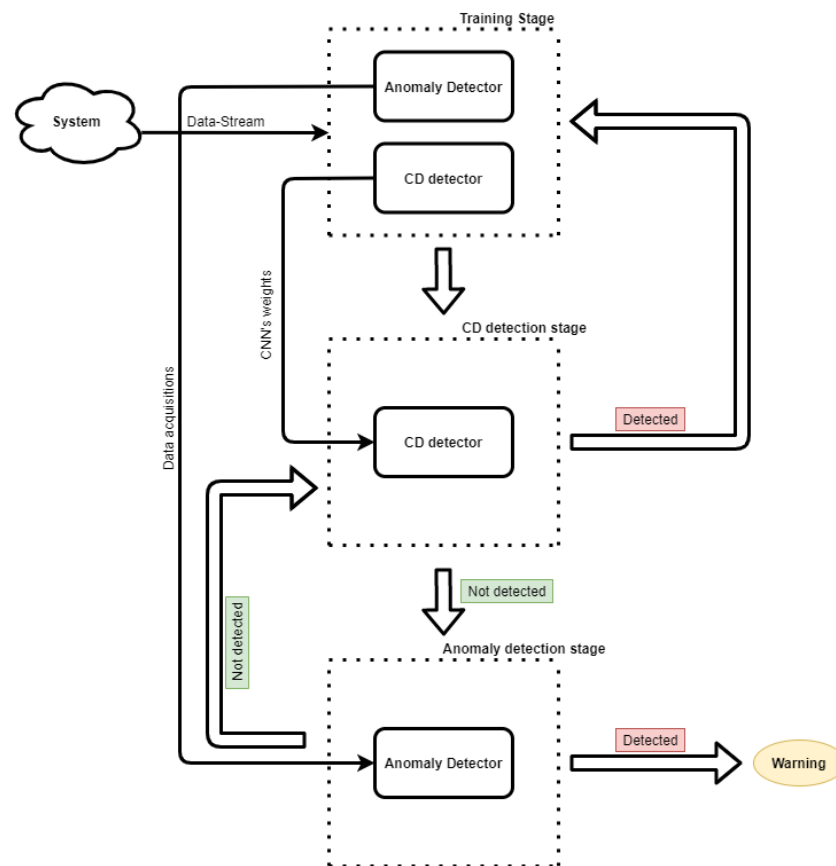 Training Stage
Anomaly Detector
System
Data-Stream
CD detector
CNN's weights
CD detection stage
Data acquisitions
CD detector
Detected
Not detected
Not detected
Anomaly detection stage
Detected
Anomaly Detector
Warning